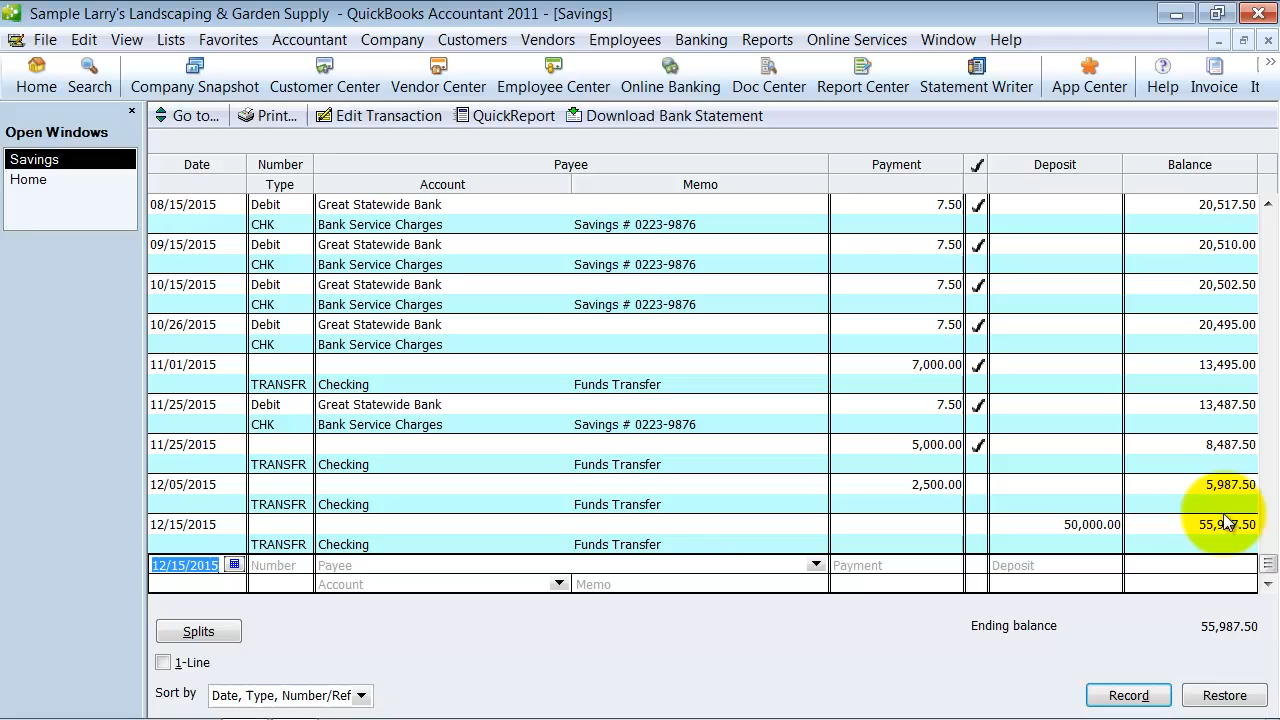 Sample Larry's Landscaping & Garden Supply - QuickBooks Accountant 2011 - [Savings]
File Edit View Lists Favorites Accountant Company Customers Vendors Employees Banking Reports Online Services Window Help
Home Search Company Snapshot Customer Center Vendor Center Employee Center Online Banking Doc Center Report Center Statement Writer App Center Help Invoice It
Go to... Print... Edit Transaction QuickReport Download Bank Statement
Open Windows
Savings
Home
Date Number Payee Payment ✓ Deposit Balance
Type Account Memo
08/15/2015 Debit Great Statewide Bank 7.50 ✓ 20,517.50
CHK Bank Service Charges Savings # 0223-9876
09/15/2015 Debit Great Statewide Bank 7.50 ✓ 20,510.00
CHK Bank Service Charges Savings # 0223-9876
10/15/2015 Debit Great Statewide Bank 7.50 ✓ 20,502.50
CHK Bank Service Charges Savings # 0223-9876
10/26/2015 Debit Great Statewide Bank 7.50 ✓ 20,495.00
CHK Bank Service Charges
11/01/2015 7,000.00 ✓ 13,495.00
TRANSFR Checking Funds Transfer
11/25/2015 Debit Great Statewide Bank 7.50 ✓ 13,487.50
CHK Bank Service Charges Savings # 0223-9876
11/25/2015 5,000.00 ✓ 8,487.50
TRANSFR Checking Funds Transfer
12/05/2015 2,500.00 5,987.50
TRANSFR Checking Funds Transfer
12/15/2015 50,000.00 55,987.50
TRANSFR Checking Funds Transfer
12/15/2015 Number Payee Payment Deposit
Account Memo
Splits
Ending balance 55,987.50
1-Line
Sort by Date, Type, Number/Ref
Record Restore